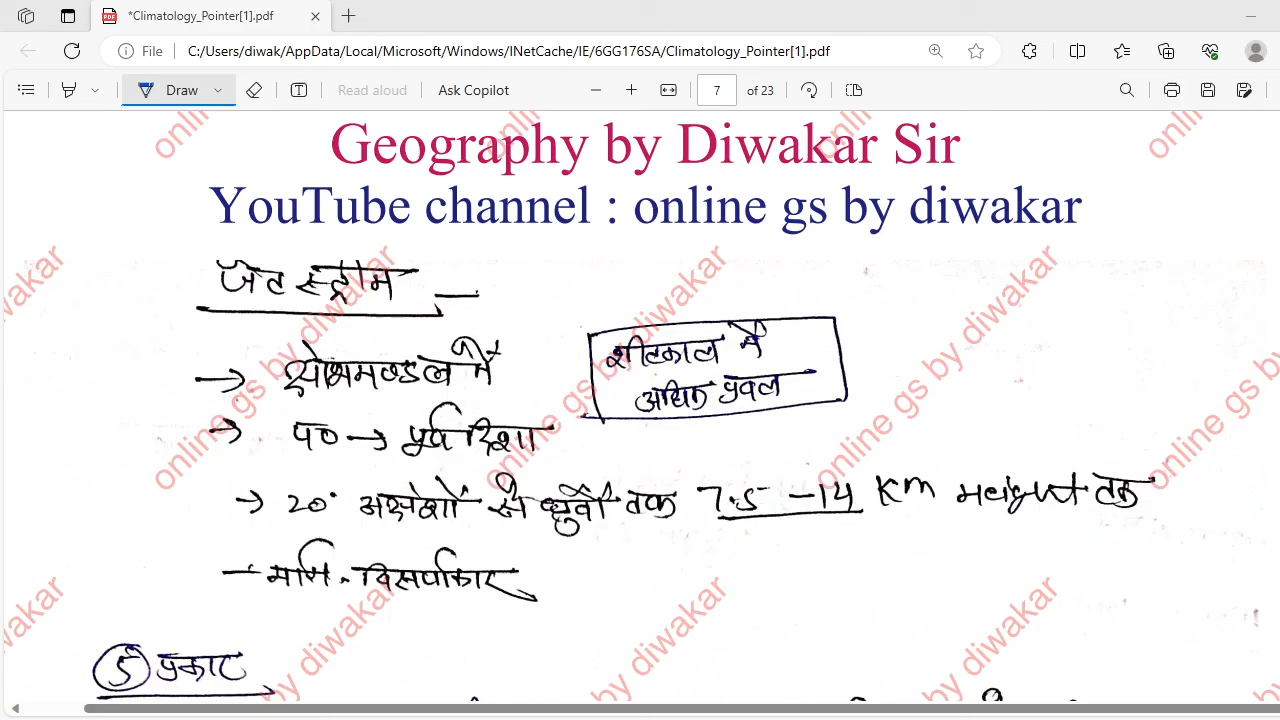 *Climatology_Pointer[1].pdf
File C:/Users/diwak/AppData/Local/Microsoft/Windows/INetCache/IE/6GG176SA/Climatology_Pointer[1].pdf
Draw Read aloud Ask Copilot 7 of 23
Geography by Diwakar Sir
YouTube channel : online gs by diwakar
जेट स्ट्रीम —
→ क्षोभमण्डल में
शीतकाल में
अधिक प्रबल
→ प० → पूर्व दिशा
→ 20° अक्षांशों से ध्रुवों तक 7.5 - 14 Km height तक
— मार्ग - विसर्पाकार
5 प्रकार
online gs by diwakar